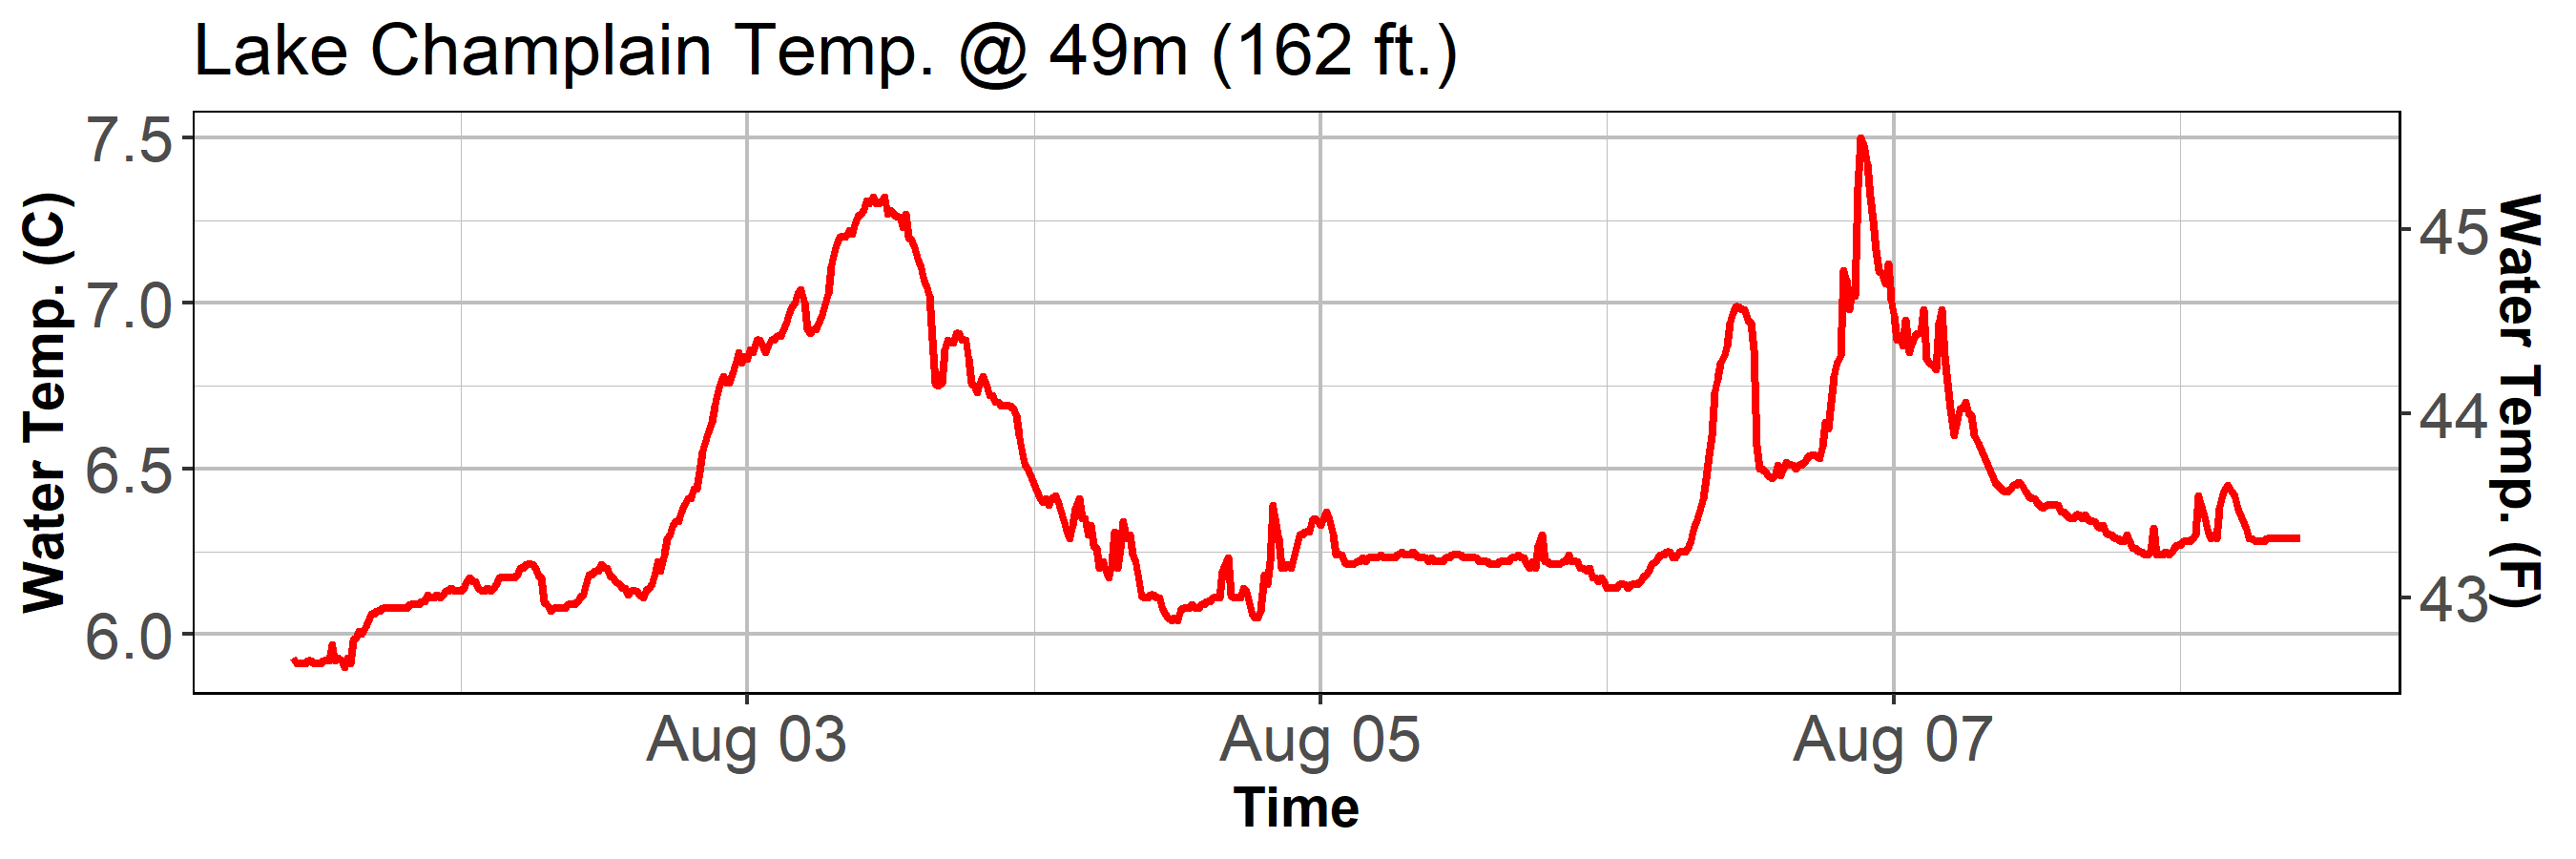 Lake Champlain Temp. @ 49m (162 ft.)
Water Temp. (C)
7.5
7.0
6.5
6.0
45
44
43
Water Temp. (F)
Aug 03
Aug 05
Aug 07
Time